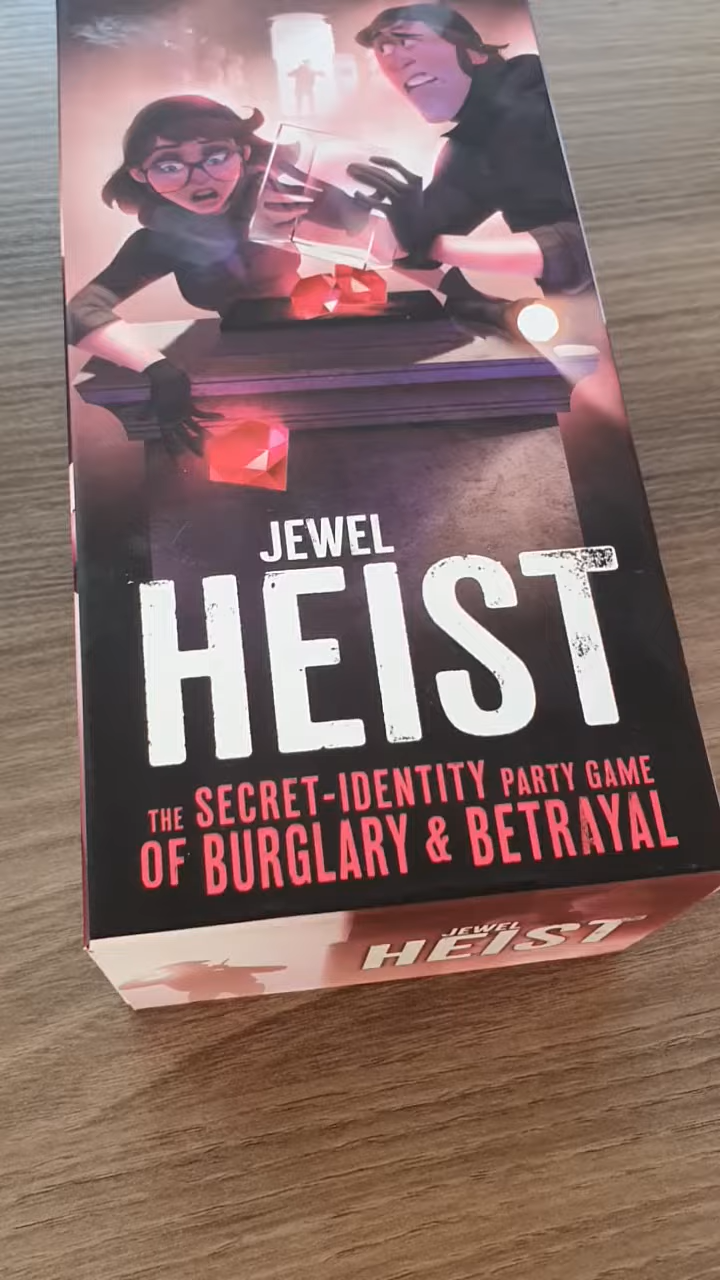 JEWEL
HEIST
THE SECRET-IDENTITY PARTY GAME
OF BURGLARY & BETRAYAL
JEWEL
HEIST